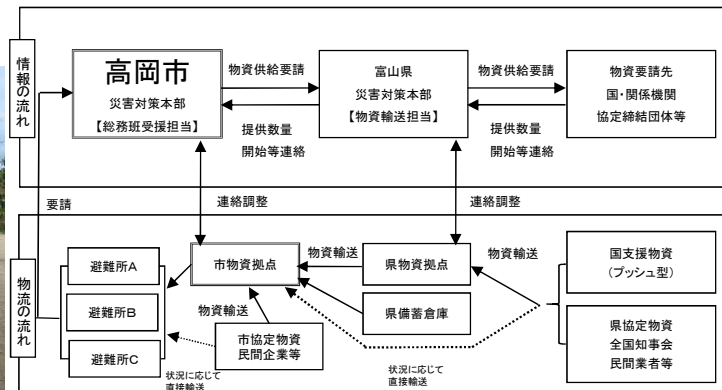 情報の流れ
高岡市
災害対策本部
【総務班受援担当】
物資供給要請
提供数量
開始等連絡
富山県
災害対策本部
【物資輸送担当】
物資供給要請
提供数量
開始等連絡
物資要請先
国・関係機関
協定締結団体等
要請
連絡調整
連絡調整
物流の流れ
避難所A
避難所B
避難所C
市物資拠点
物資輸送
県物資拠点
物資輸送
国支援物資
(プッシュ型)
県備蓄倉庫
物資輸送
市協定物資
民間企業等
県協定物資
全国知事会
民間業者等
状況に応じて
直接輸送
状況に応じて
直接輸送